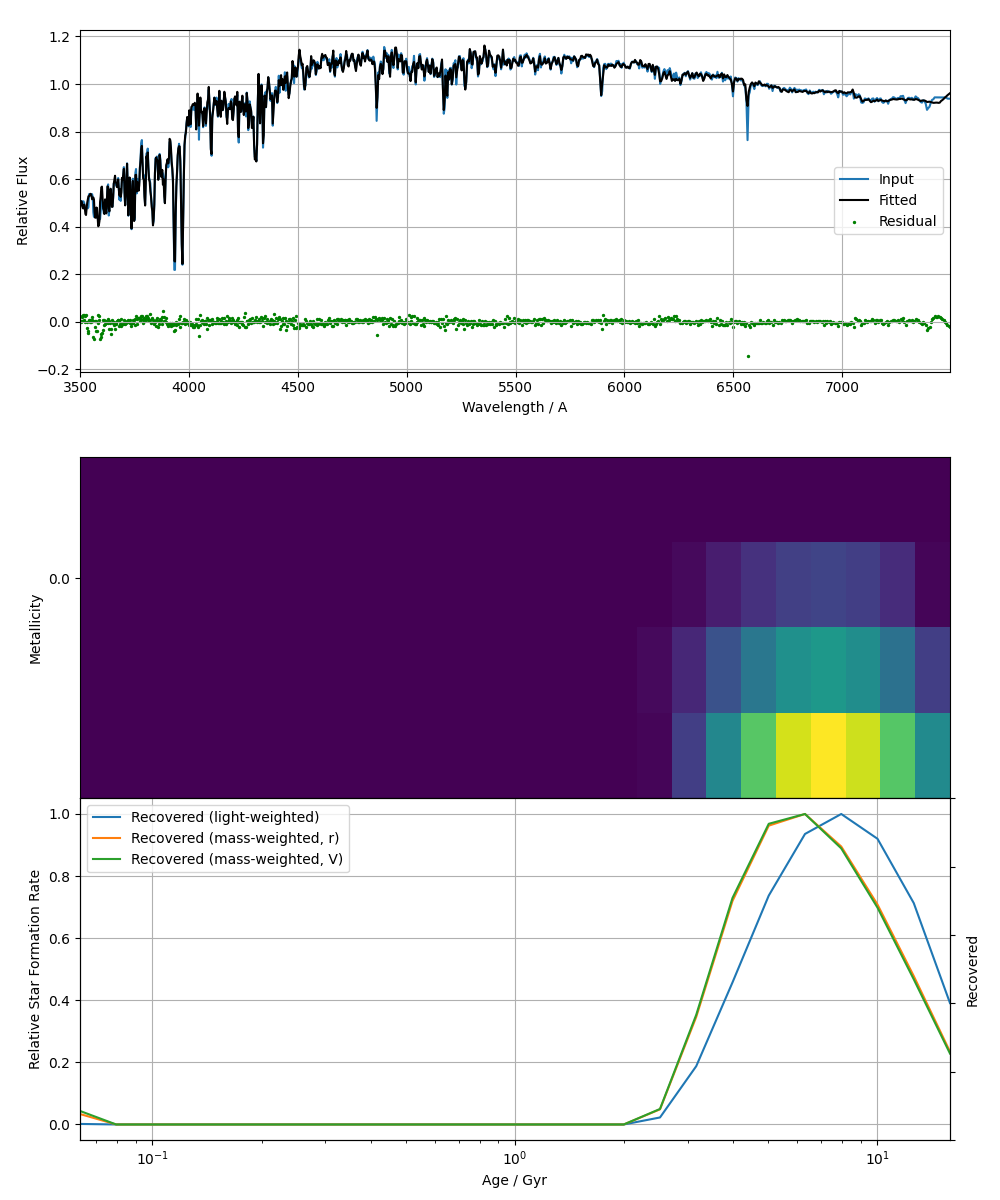 1.2
1.0
0.8
0.6
0.4
0.2
0.0
−0.2
Relative Flux
Input
Fitted
Residual
3500 4000 4500 5000 5500 6000 6500 7000
Wavelength / A
0.0
Metallicity
1.0
0.8
0.6
0.4
0.2
0.0
Relative Star Formation Rate
Recovered (light-weighted)
Recovered (mass-weighted, r)
Recovered (mass-weighted, V)
Recovered
10⁻¹ 10⁰ 10¹
Age / Gyr